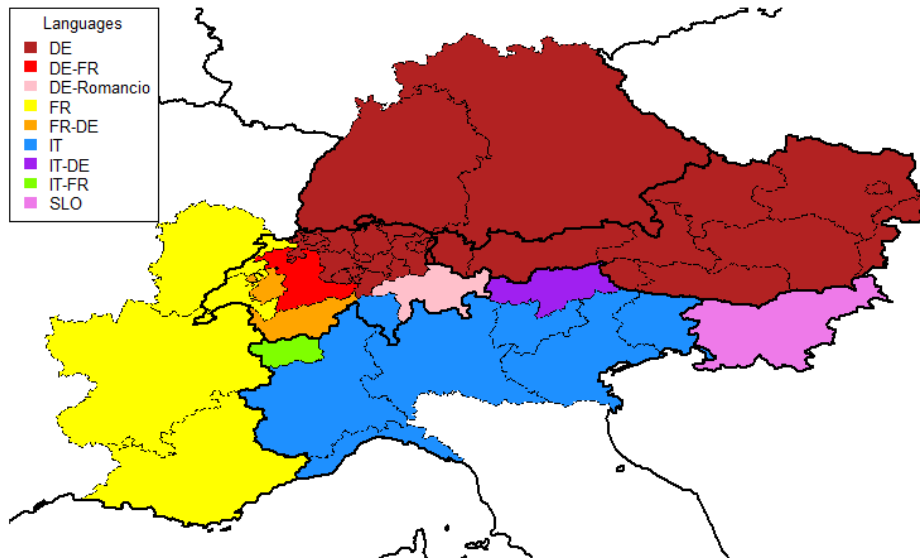 Languages
DE
DE-FR
DE-Romancio
FR
FR-DE
IT
IT-DE
IT-FR
SLO